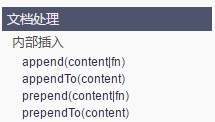 文档处理
内部插入
append(content|fn)
appendTo(content)
prepend(content|fn)
prependTo(content)